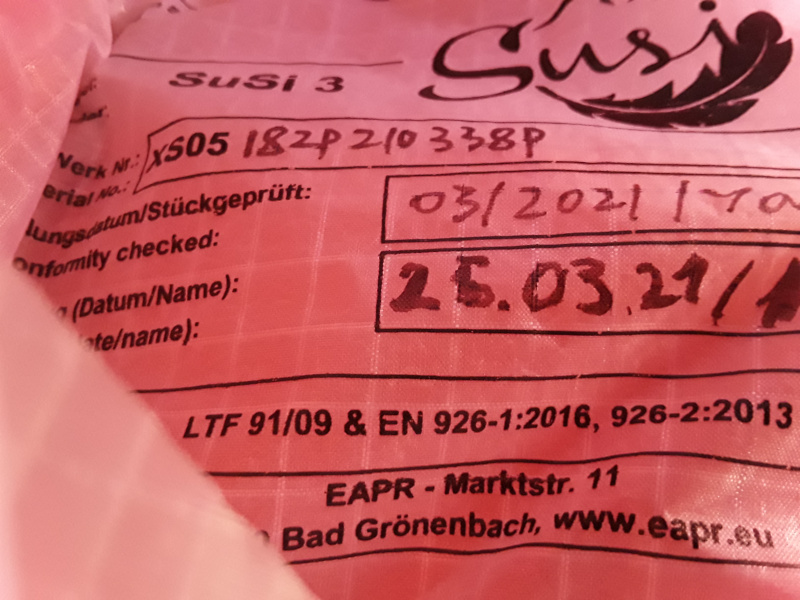 Susi
SuSi 3
Werk Nr.: xS05 182P210338P
erial No.:
lungsdatum/Stückgeprüft: 03/2021/Ya
onformity checked:
(Datum/Name): 25.03.21/
ate/name):
LTF 91/09 & EN 926-1:2016, 926-2:2013
EAPR - Marktstr. 11
Bad Grönenbach, www.eapr.eu